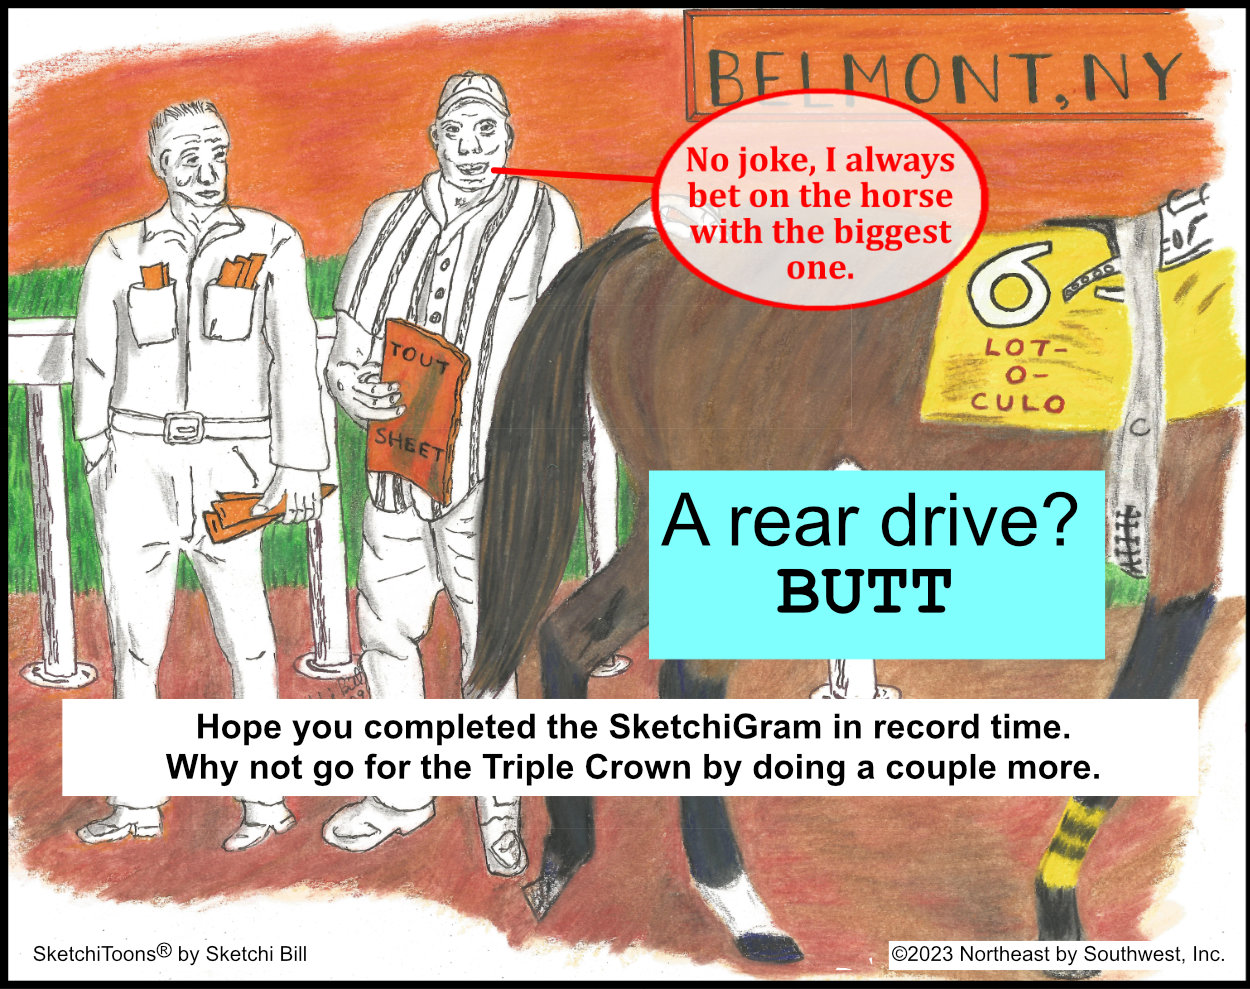 BELMONT, NY
No joke, I always
bet on the horse
with the biggest
one.
6
LOT-
O-
CULO
TOUT
SHEET
C
A rear drive?
BUTT
Hope you completed the SketchiGram in record time.
Why not go for the Triple Crown by doing a couple more.
SketchiToons® by Sketchi Bill
©2023 Northeast by Southwest, Inc.